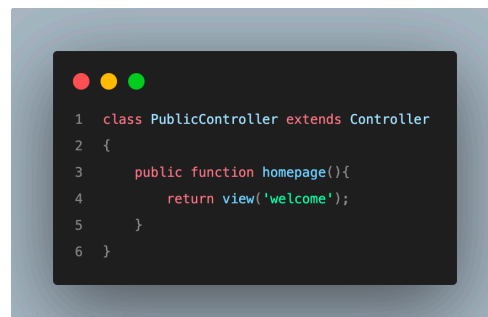 1 class PublicController extends Controller
2 {
3     public function homepage(){
4         return view('welcome');
5     }
6 }